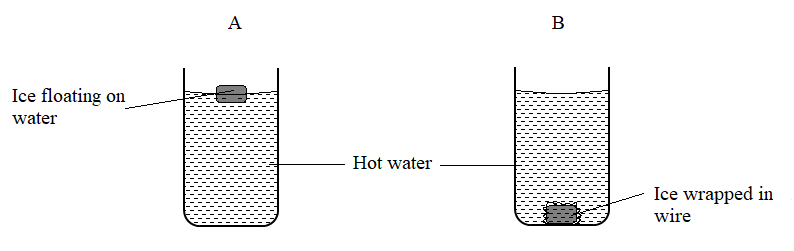 A
B
Ice floating on
water
Hot water
Ice wrapped in
wire